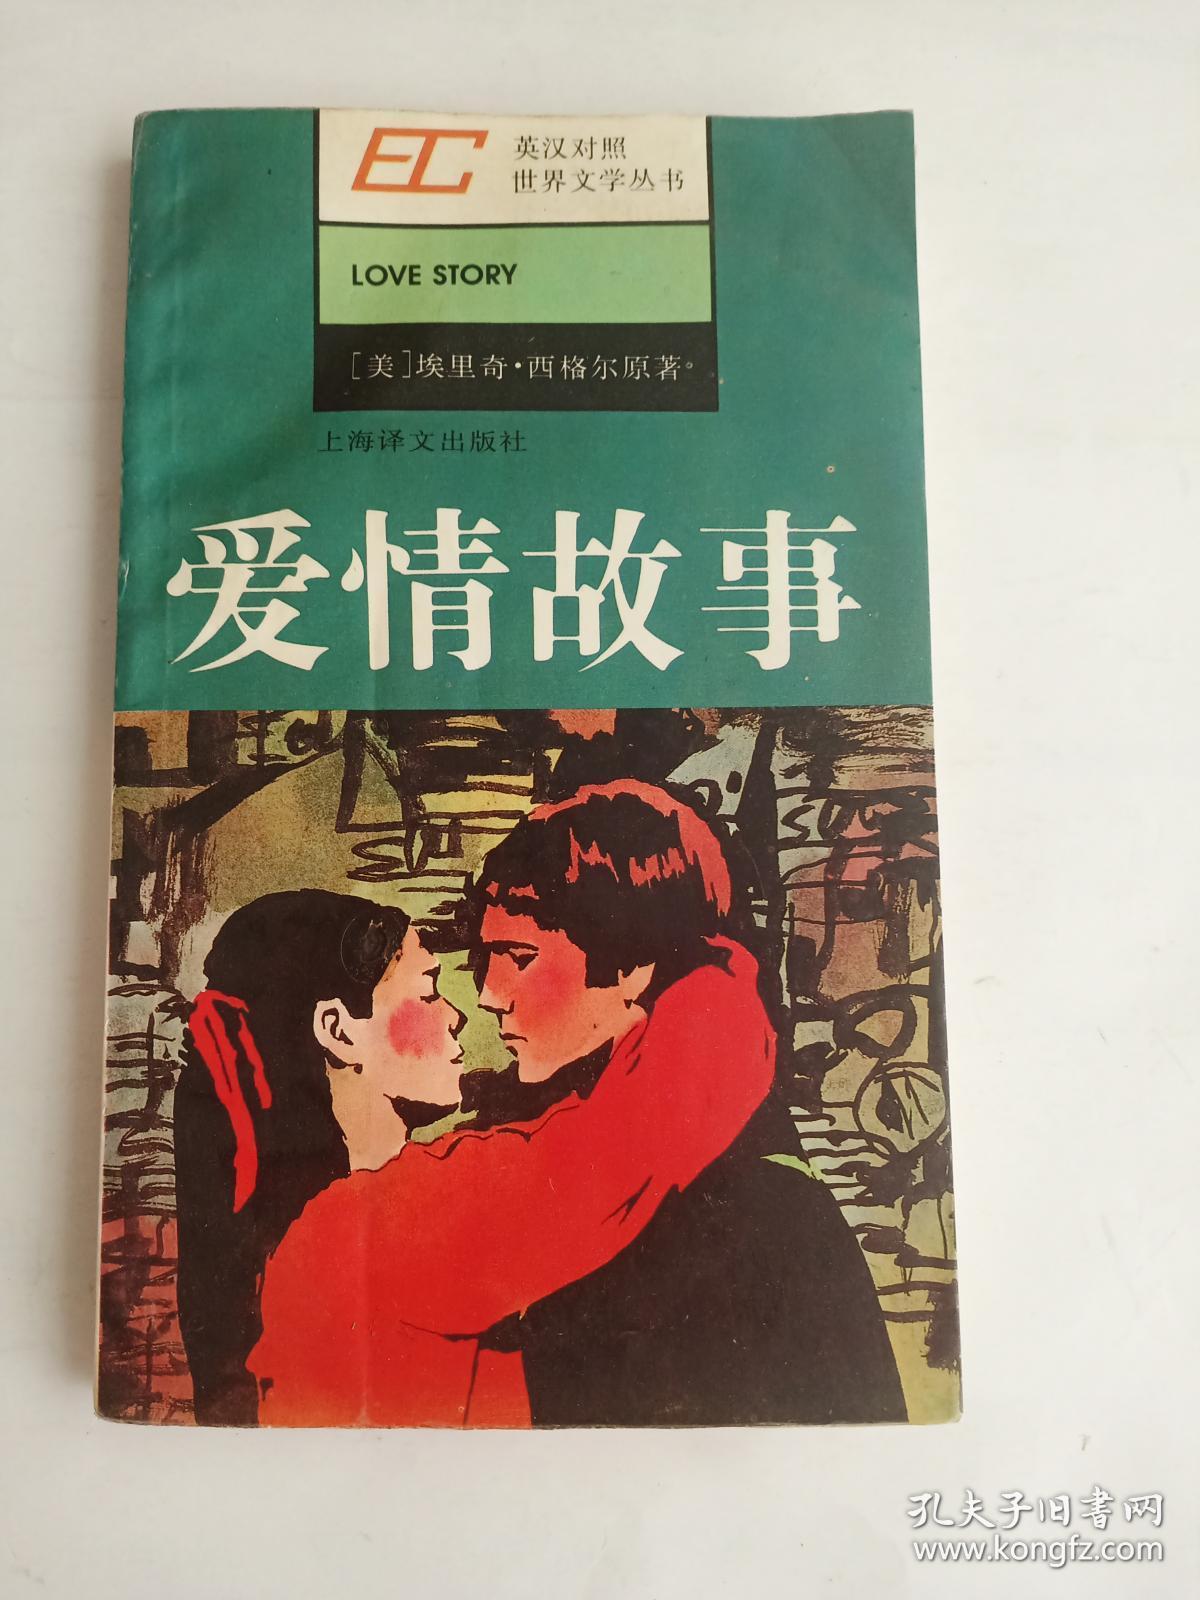 EC
英汉对照
世界文学丛书
LOVE STORY
[美]埃里奇·西格尔原著
上海译文出版社
爱情故事
孔夫子旧书网
www.kongfz.com